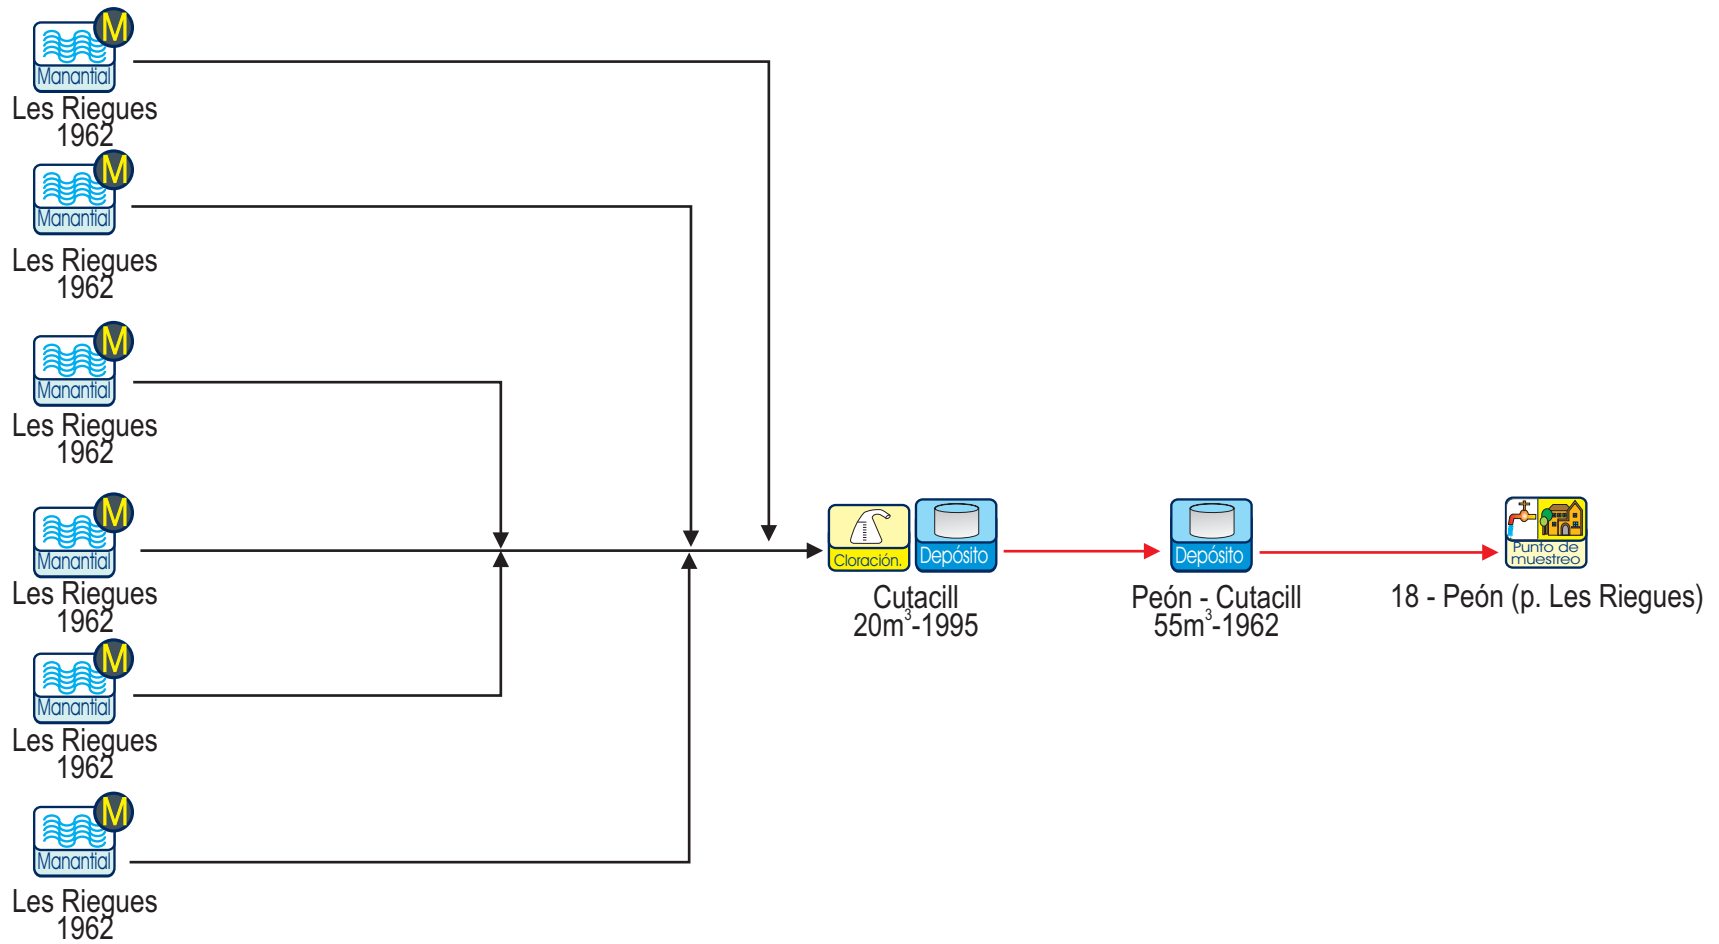 M
Manantial
Les Riegues
1962
M
Manantial
Les Riegues
1962
M
Manantial
Les Riegues
1962
M
Manantial
Les Riegues
1962
M
Manantial
Les Riegues
1962
M
Manantial
Les Riegues
1962
Cloración.
Depósito
Cutacill
20m³-1995
Depósito
Peón - Cutacill
55m³-1962
Punto de
muestreo
18 - Peón (p. Les Riegues)